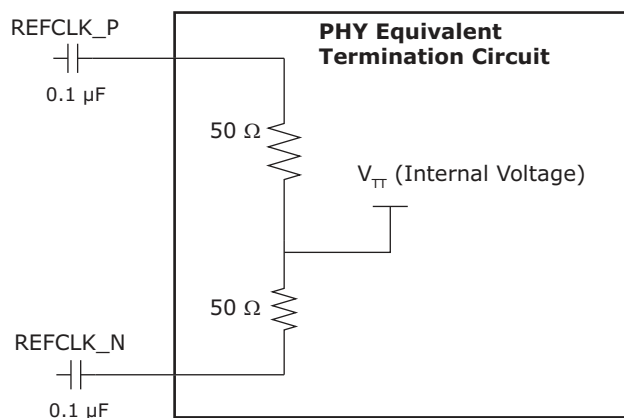 REFCLK_P
0.1 µF
PHY Equivalent
Termination Circuit
50 Ω
V_TT (Internal Voltage)
50 Ω
REFCLK_N
0.1 µF